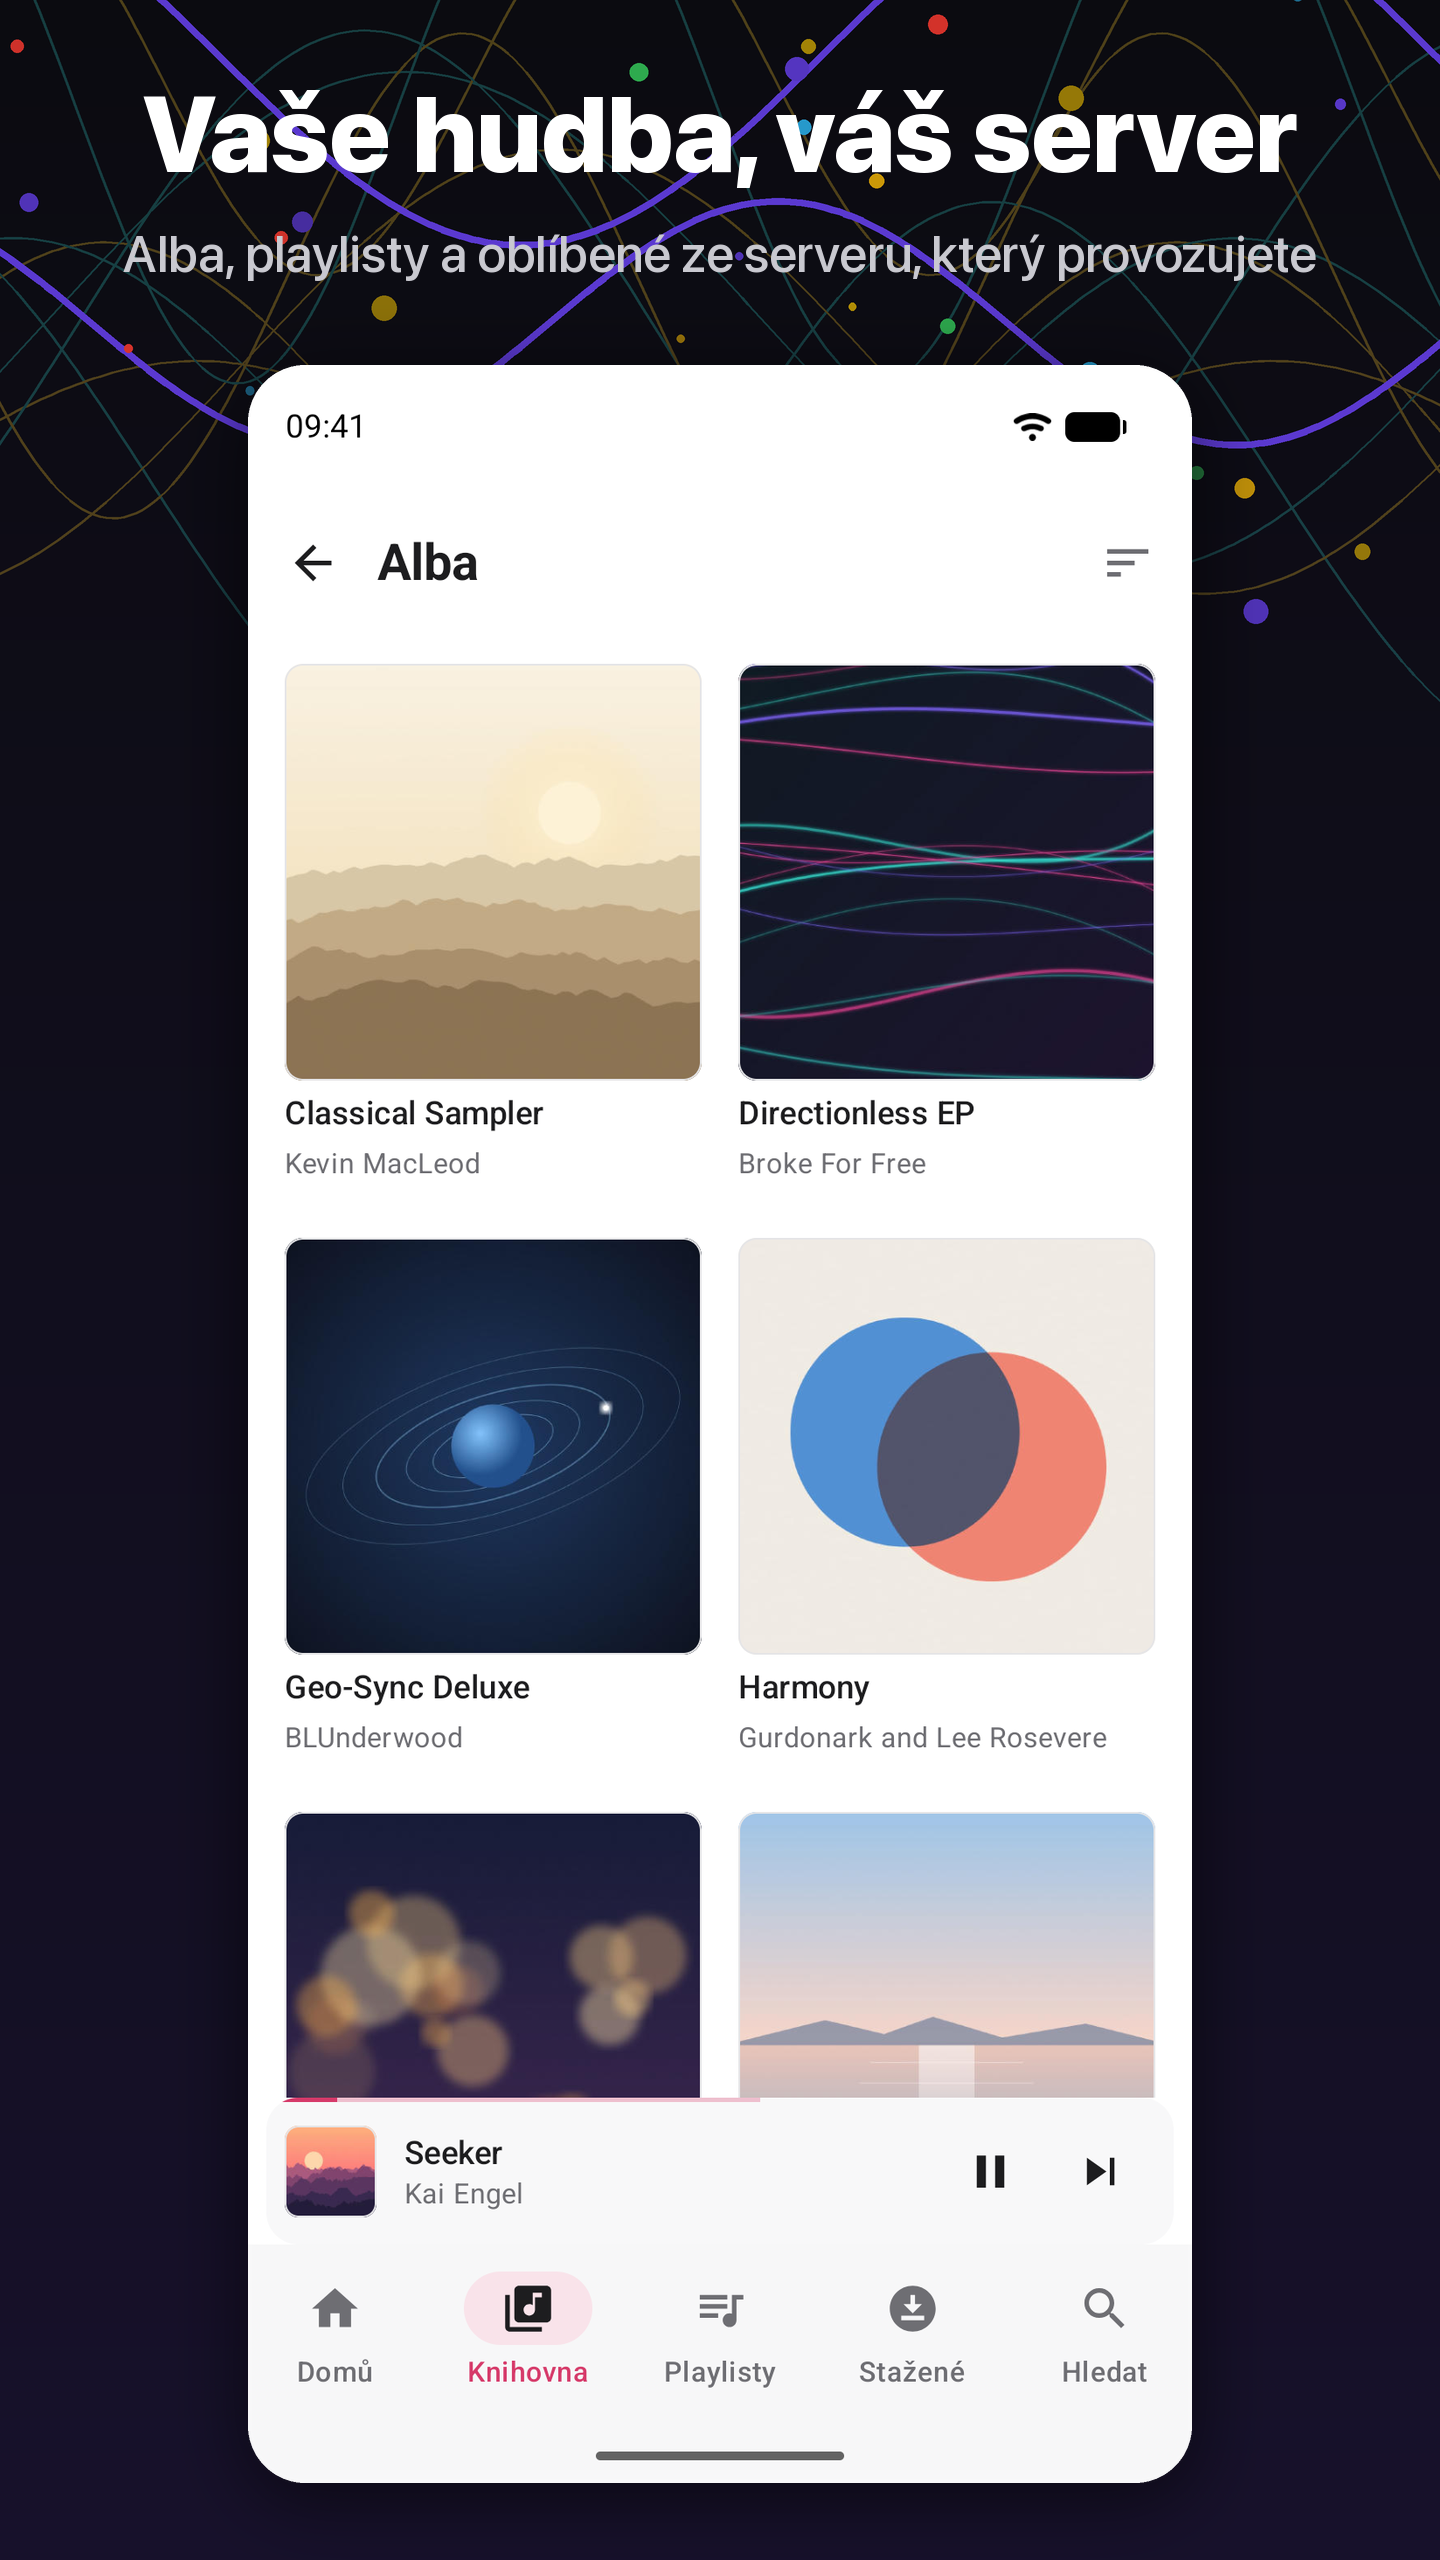 Vaše hudba, váš server
Alba, playlisty a oblíbené ze serveru, který provozujete
09:41
Alba
Classical Sampler
Kevin MacLeod
Directionless EP
Broke For Free
Geo-Sync Deluxe
BLUnderwood
Harmony
Gurdonark and Lee Rosevere
Seeker
Kai Engel
Domů
Knihovna
Playlisty
Stažené
Hledat